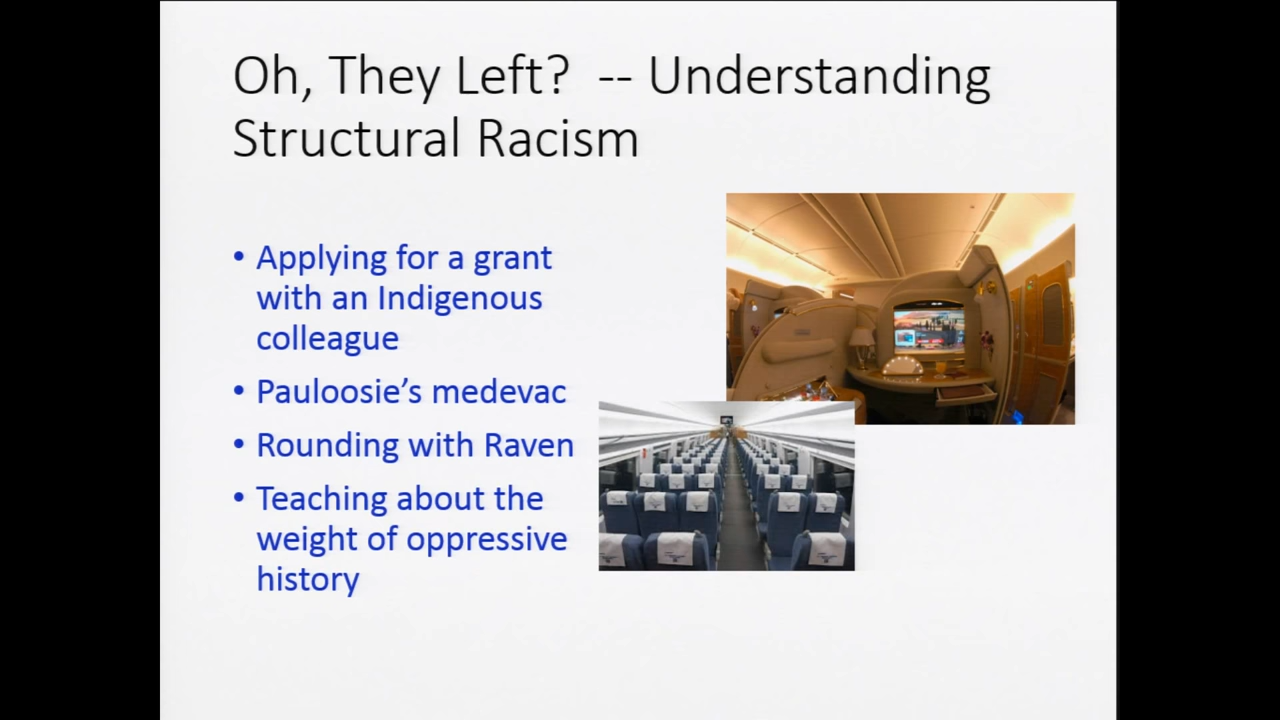 Oh, They Left?  -- Understanding
Structural Racism
• Applying for a grant
with an Indigenous
colleague
• Pauloosie’s medevac
• Rounding with Raven
• Teaching about the
weight of oppressive
history